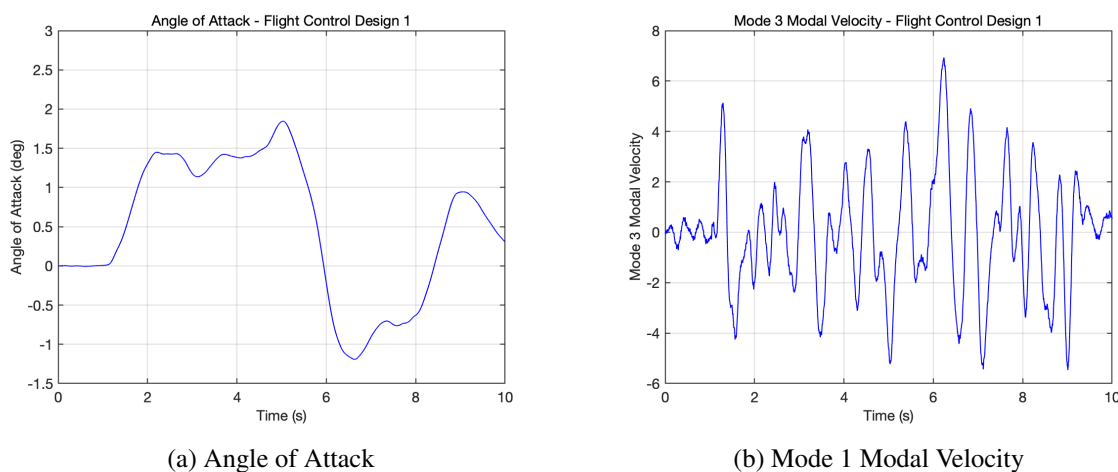 Angle of Attack - Flight Control Design 1
3
2.5
2
1.5
1
0.5
0
-0.5
-1
-1.5
Angle of Attack (deg)
0 2 4 6 8 10
Time (s)
(a) Angle of Attack
Mode 3 Modal Velocity - Flight Control Design 1
8
6
4
2
0
-2
-4
-6
Mode 3 Modal Velocity
0 2 4 6 8 10
Time (s)
(b) Mode 1 Modal Velocity